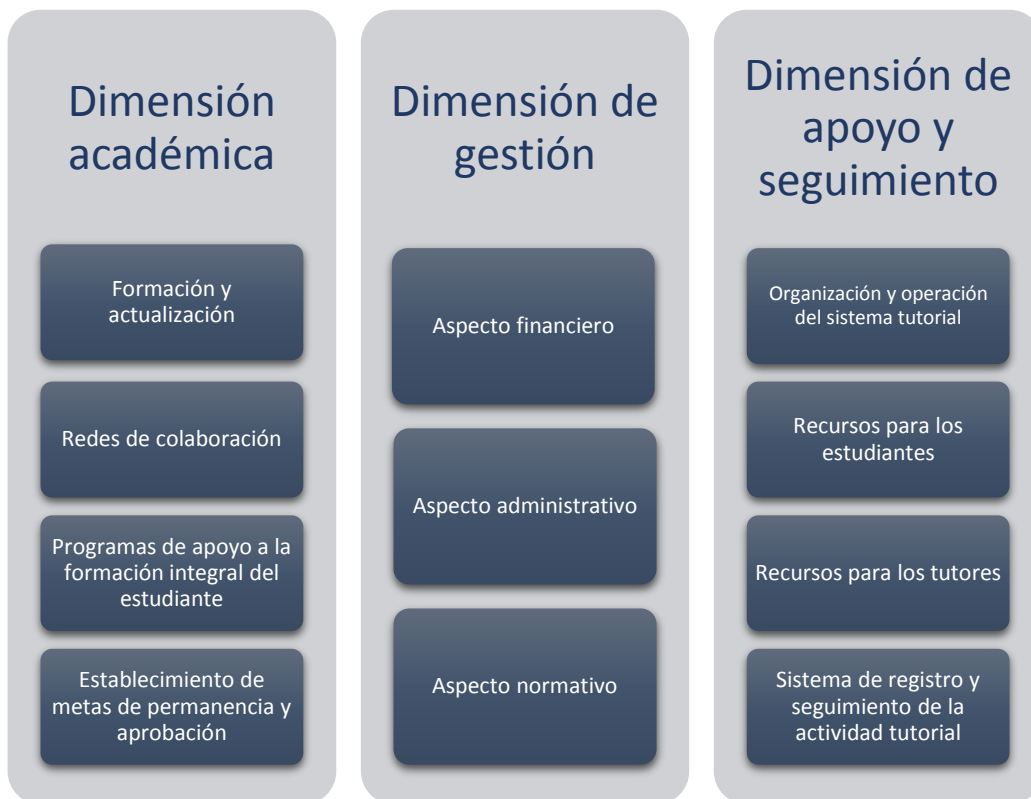 Dimensión
académica
Formación y
actualización
Redes de colaboración
Programas de apoyo a la
formación integral del
estudiante
Establecimiento de
metas de permanencia y
aprobación
Dimensión de
gestión
Aspecto financiero
Aspecto administrativo
Aspecto normativo
Dimensión de
apoyo y
seguimiento
Organización y operación
del sistema tutorial
Recursos para los
estudiantes
Recursos para los tutores
Sistema de registro y
seguimiento de la
actividad tutorial